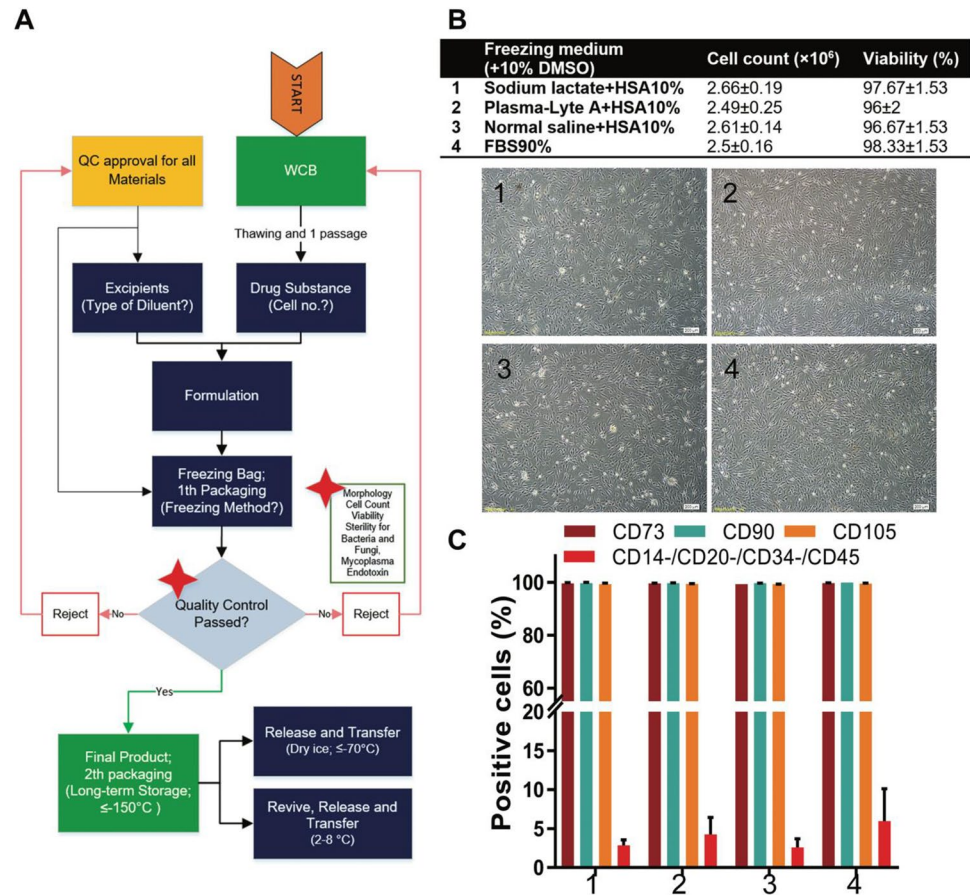 A
START
QC approval for all
Materials
WCB
Thawing and 1 passage
Excipients
(Type of Diluent?)
Drug Substance
(Cell no.?)
Formulation
Freezing Bag;
1th Packaging
(Freezing Method?)
Morphology
Cell Count
Viability
Sterility for
Bacteria and
Fungi,
Mycoplasma
Endotoxin
Quality Control
Passed?
No
Reject
No
Reject
Yes
Final Product;
2th packaging
(Long-term Storage;
≤-150°C )
Release and Transfer
(Dry ice; ≤-70°C)
Revive, Release and
Transfer
(2-8 °C)
B
Freezing medium (+10% DMSO) Cell count (×10⁶) Viability (%)
1 Sodium lactate+HSA10% 2.66±0.19 97.67±1.53
2 Plasma-Lyte A+HSA10% 2.49±0.25 96±2
3 Normal saline+HSA10% 2.61±0.14 96.67±1.53
4 FBS90% 2.5±0.16 98.33±1.53
1
2
3
4
C
CD73 CD90 CD105
CD14-/CD20-/CD34-/CD45
Positive cells (%)
100
60
20
15
10
5
0
1 2 3 4